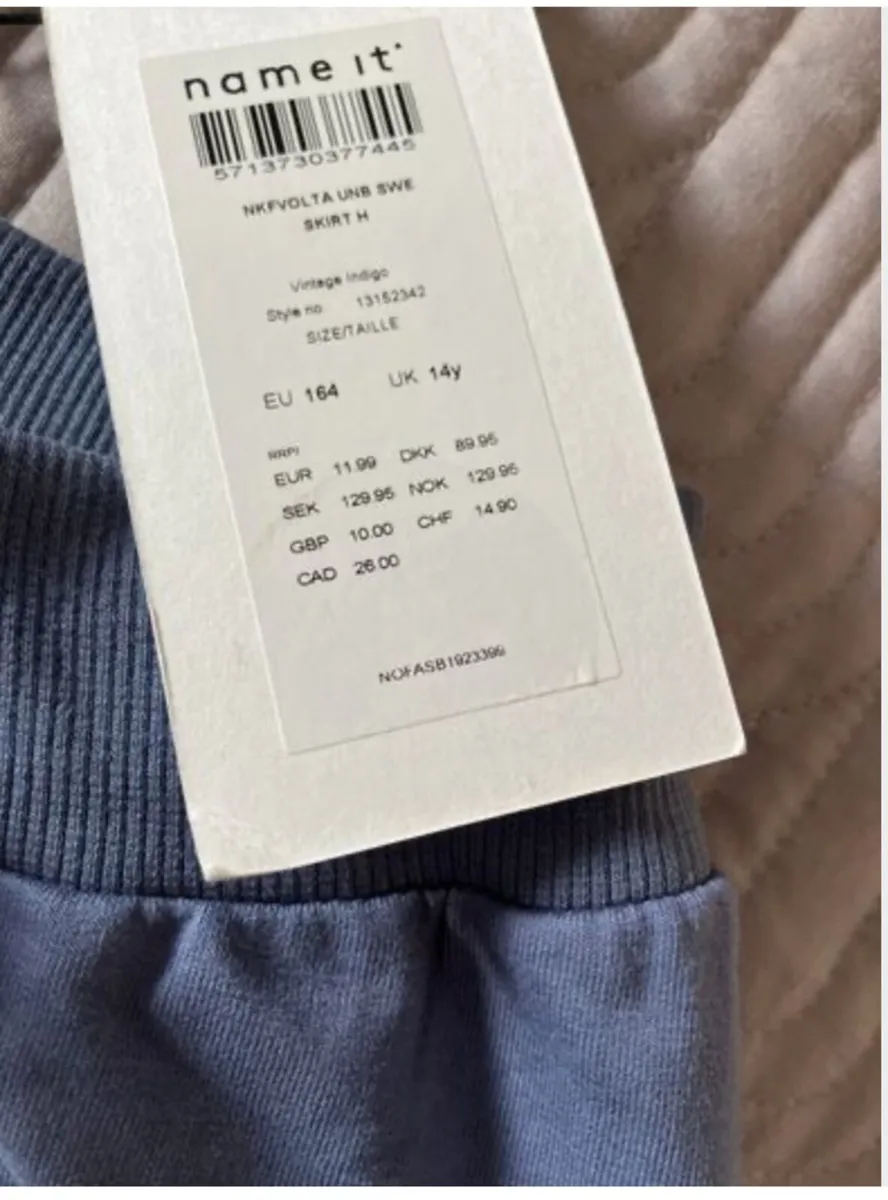 name it
5713730377445
NKFVOLTA UNB SWE
SKIRT H
Vintage Indigo
Style no. 13152342
SIZE/TAILLE
EU 164 UK 14y
RRP/
EUR 11.99 DKK 89.95
SEK 129.95 NOK 129.95
GBP 10.00 CHF 14.90
CAD 26.00
NOFASB1923399